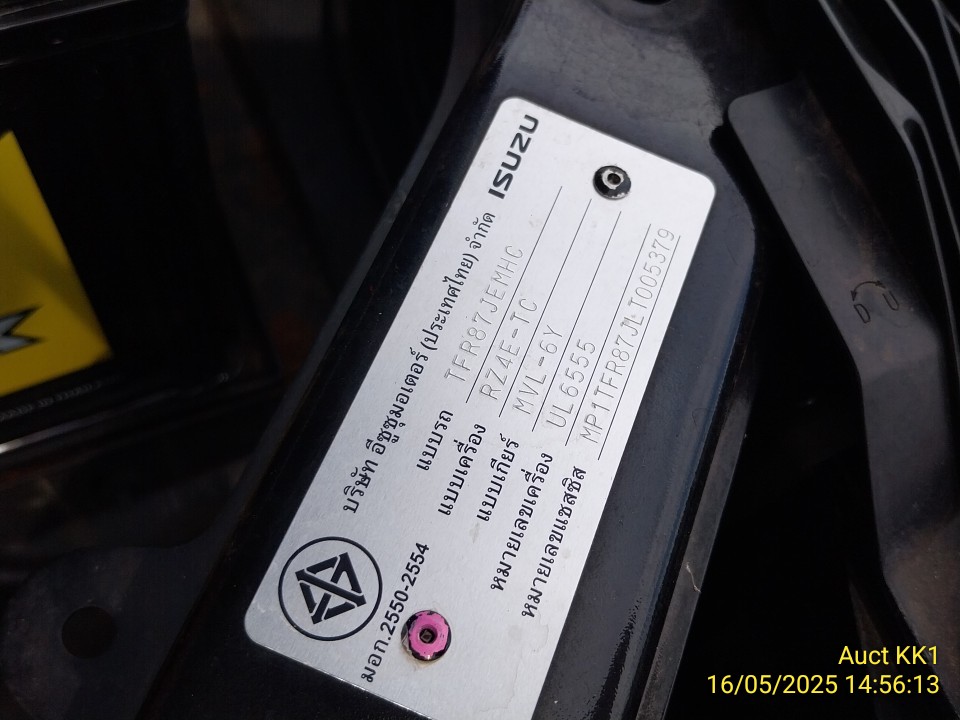 ISUZU
บริษัท อีซูซุมอเตอร์ (ประเทศไทย) จำกัด
แบบรถ TFR87JEMHC
แบบเครื่อง RZ4E-TC
แบบเกียร์ MVL-6Y
หมายเลขเครื่อง UL6555
หมายเลขแชสซิส MP1TFR87JLT005379
มอก.2550-2554
D U
Auct KK1
16/05/2025 14:56:13